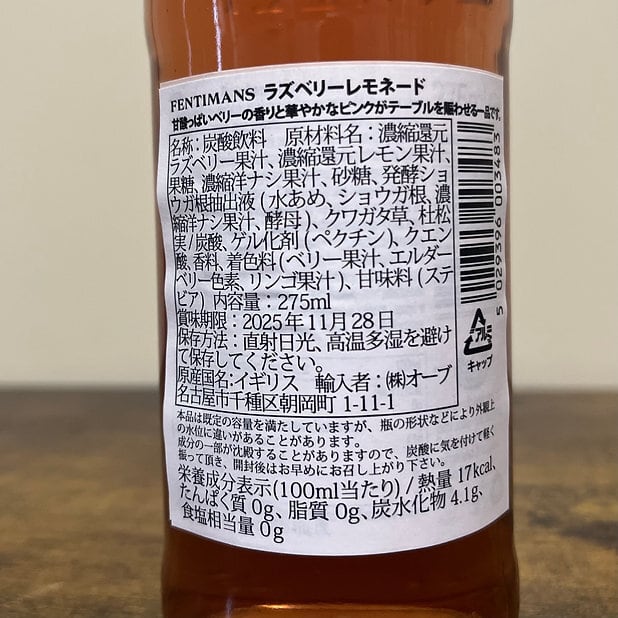 FENTIMANS ラズベリーレモネード
甘酸っぱいベリーの香りと華やかなピンクがテーブルを賑わせる一品です。
名称：炭酸飲料　原材料名：濃縮還元
ラズベリー果汁、濃縮還元レモン果汁、
果糖、濃縮洋ナシ果汁、砂糖、発酵ショ
ウガ根抽出液（水あめ、ショウガ根、濃
縮洋ナシ果汁、酵母）、クワガタ草、杜松
実/炭酸、ゲル化剤（ペクチン）、クエン
酸、香料、着色料（ベリー果汁、エルダー
ベリー色素、リンゴ果汁）、甘味料（ステ
ビア）内容量：275ml
賞味期限：2025年11月28日
保存方法：直射日光、高温多湿を避け
て保存してください。
原産国名：イギリス　輸入者：㈱オーブ
名古屋市千種区朝岡町 1-11-1
本品は既定の容量を満たしていますが、瓶の形状などにより外観上
の水位に違いがあることがあります。
成分の一部が沈殿することがありますので、炭酸に気を付けて軽く
振って頂き、開封後はお早めにお召し上がり下さい。
栄養成分表示(100ml当たり) / 熱量 17kcal、
たんぱく質 0g、脂質 0g、炭水化物 4.1g、
食塩相当量 0g
5 029396 003483
アルミ
キャップ